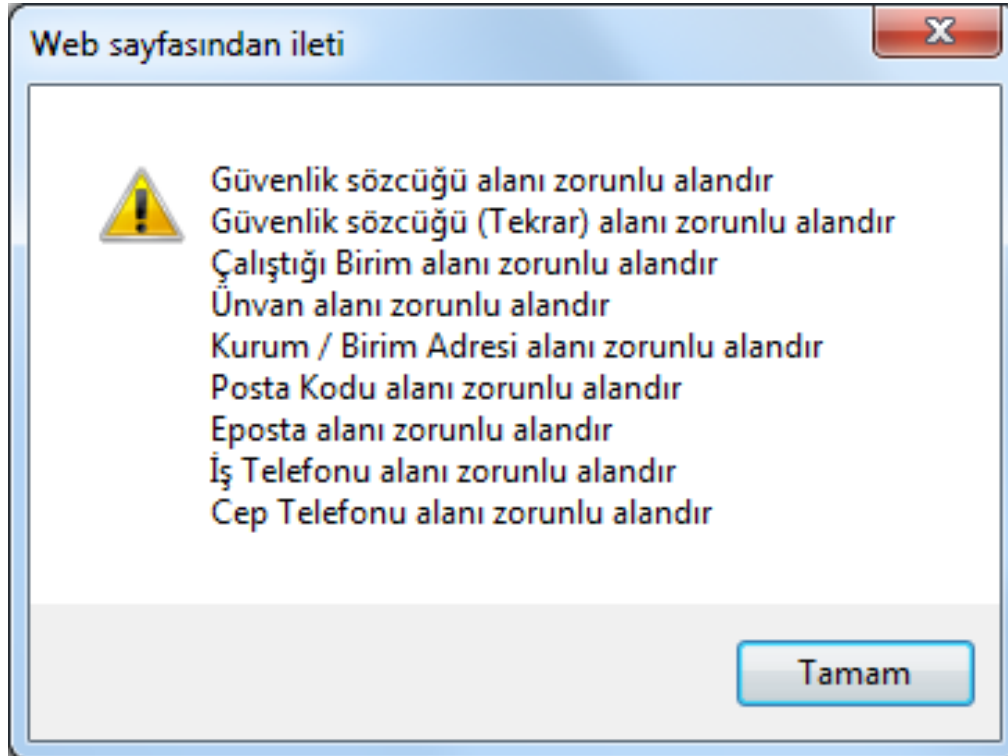 Web sayfasından ileti
Güvenlik sözcüğü alanı zorunlu alandır
Güvenlik sözcüğü (Tekrar) alanı zorunlu alandır
Çalıştığı Birim alanı zorunlu alandır
Ünvan alanı zorunlu alandır
Kurum / Birim Adresi alanı zorunlu alandır
Posta Kodu alanı zorunlu alandır
Eposta alanı zorunlu alandır
İş Telefonu alanı zorunlu alandır
Cep Telefonu alanı zorunlu alandır
Tamam